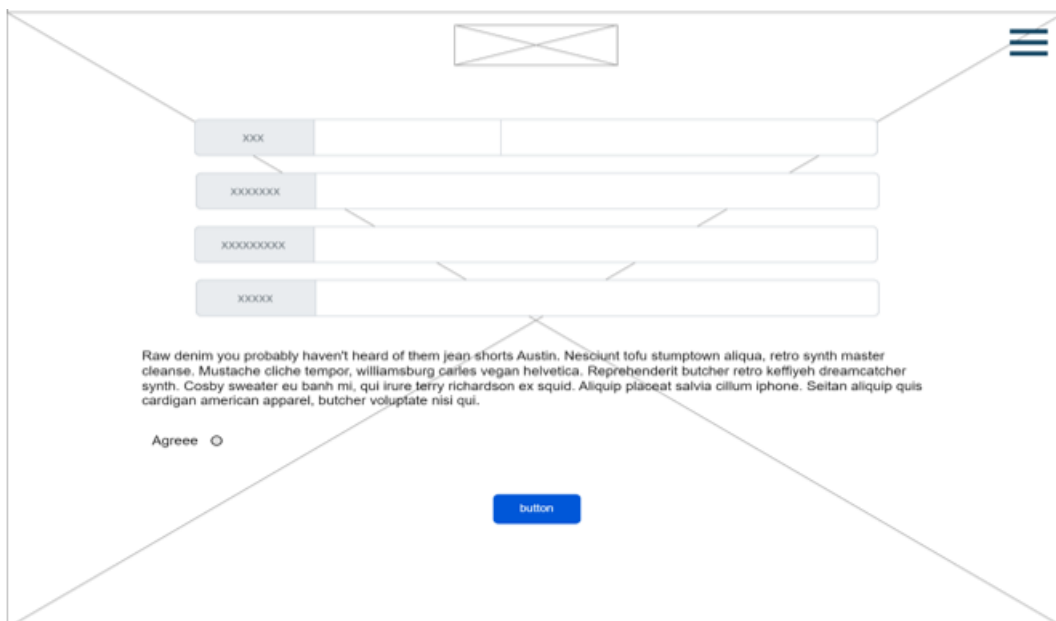 xxx
xxxxxxx
xxxxxxxxx
xxxxx
Raw denim you probably haven't heard of them jean shorts Austin. Nesciunt tofu stumptown aliqua, retro synth master
cleanse. Mustache cliche tempor, williamsburg carles vegan helvetica. Reprehenderit butcher retro keffiyeh dreamcatcher
synth. Cosby sweater eu banh mi, qui irure terry richardson ex squid. Aliquip placeat salvia cillum iphone. Seitan aliquip quis
cardigan american apparel, butcher voluptate nisi qui.
Agreee
button